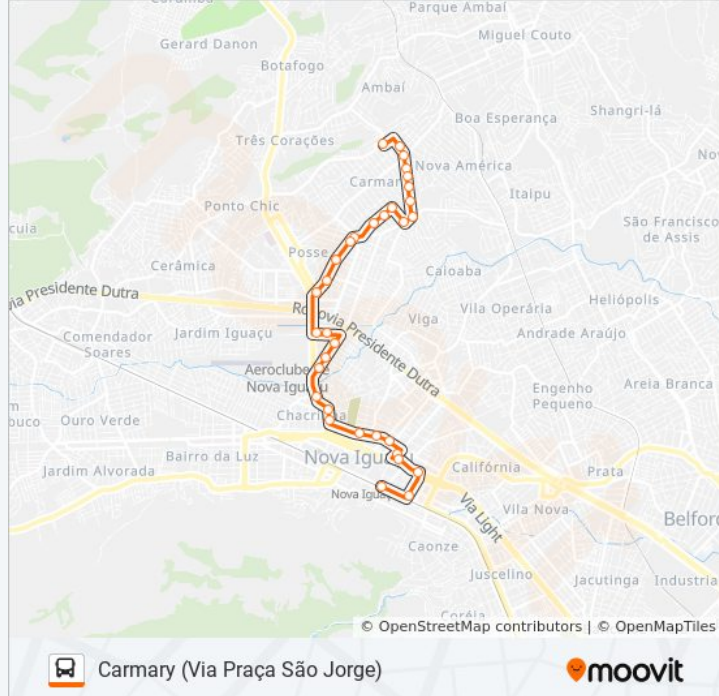 Parque Ambaí
Gerard Danon
Miguel Couto
Botafogo
Ambaí
Shangri-lá
Boa Esperança
Três Corações
Nova América
Carmar
Itaipu
Ponto Chic
São Francisco
de Assis
Posse
Cerâmica
Caioaba
via Presidente Dutra
Heliópolis
Vila Operária
Rodovia Presidente Dutra
Viga
Andrade Araújo
Comendador
Soares
Jardim Iguaçu
Aeroclube de
Nova Iguaçu
Engenho
Pequeno
Areia Branca
Ouro Verde
Bairro da Luz
Nova Iguaçu
Califórnia
Prata
Jardim Alvorada
Nova Iguaçu
Vila Nova
Via Light
Belford
Caonze
Juscelino
Jacutinga
Industrial
© OpenStreetMap contributors | © OpenMapTiles
Carmary (Via Praça São Jorge)
moovit